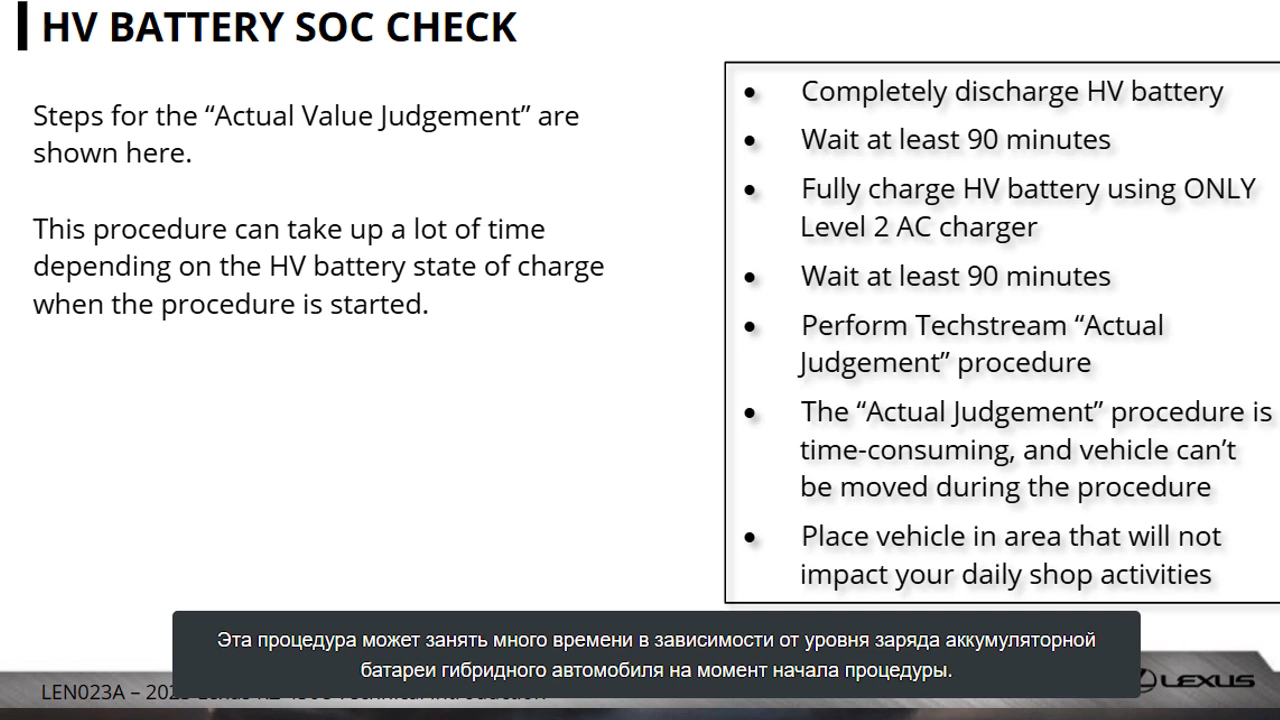 HV BATTERY SOC CHECK
Steps for the “Actual Value Judgement” are
shown here.
This procedure can take up a lot of time
depending on the HV battery state of charge
when the procedure is started.
• Completely discharge HV battery
• Wait at least 90 minutes
• Fully charge HV battery using ONLY
Level 2 AC charger
• Wait at least 90 minutes
• Perform Techstream “Actual
Judgement” procedure
• The “Actual Judgement” procedure is
time-consuming, and vehicle can’t
be moved during the procedure
• Place vehicle in area that will not
impact your daily shop activities
Эта процедура может занять много времени в зависимости от уровня заряда аккумуляторной
батареи гибридного автомобиля на момент начала процедуры.
LEN023A –
LEXUS